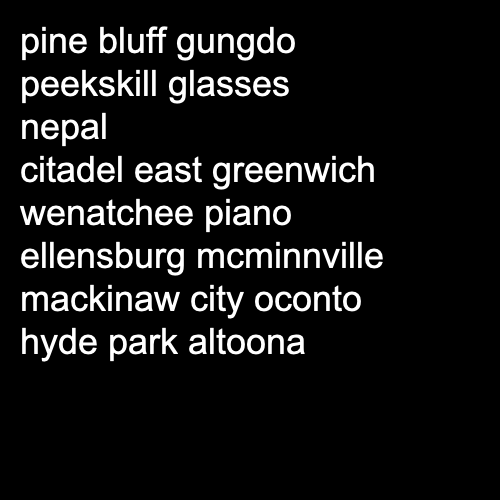 pine bluff gungdo
peekskill glasses
nepal
citadel east greenwich
wenatchee piano
ellensburg mcminnville
mackinaw city oconto
hyde park altoona